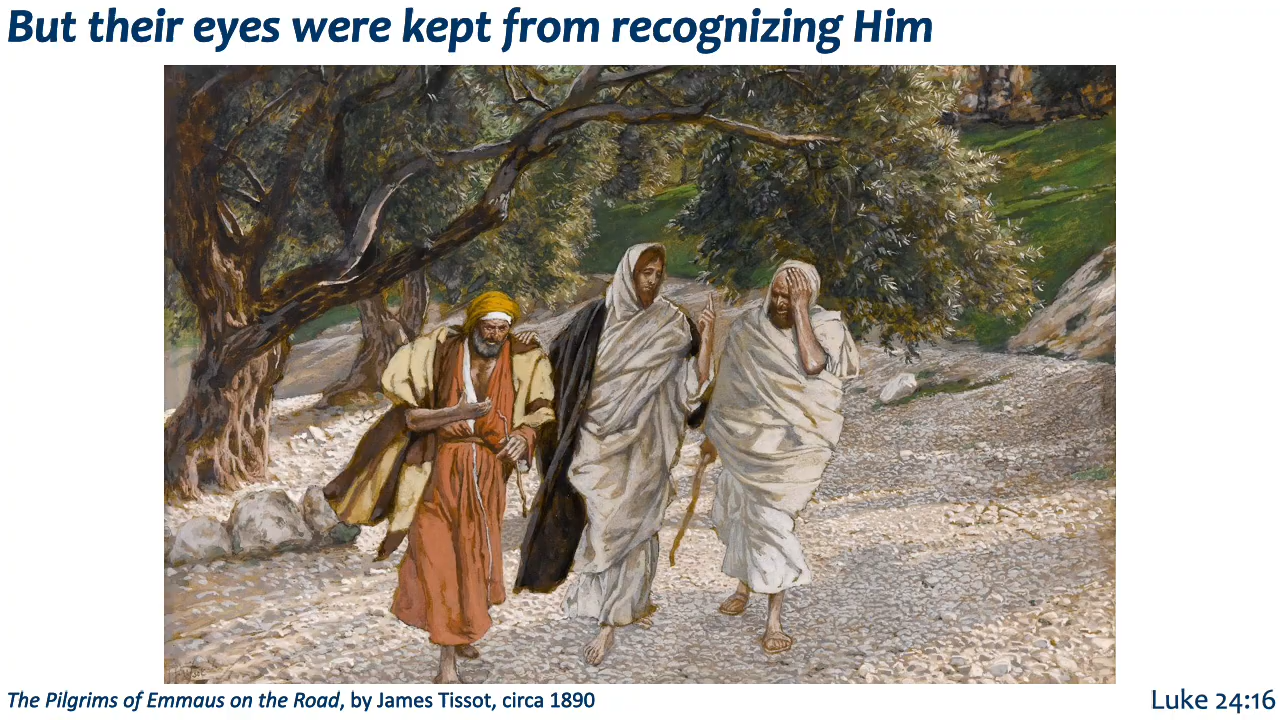 But their eyes were kept from recognizing Him
The Pilgrims of Emmaus on the Road, by James Tissot, circa 1890
Luke 24:16